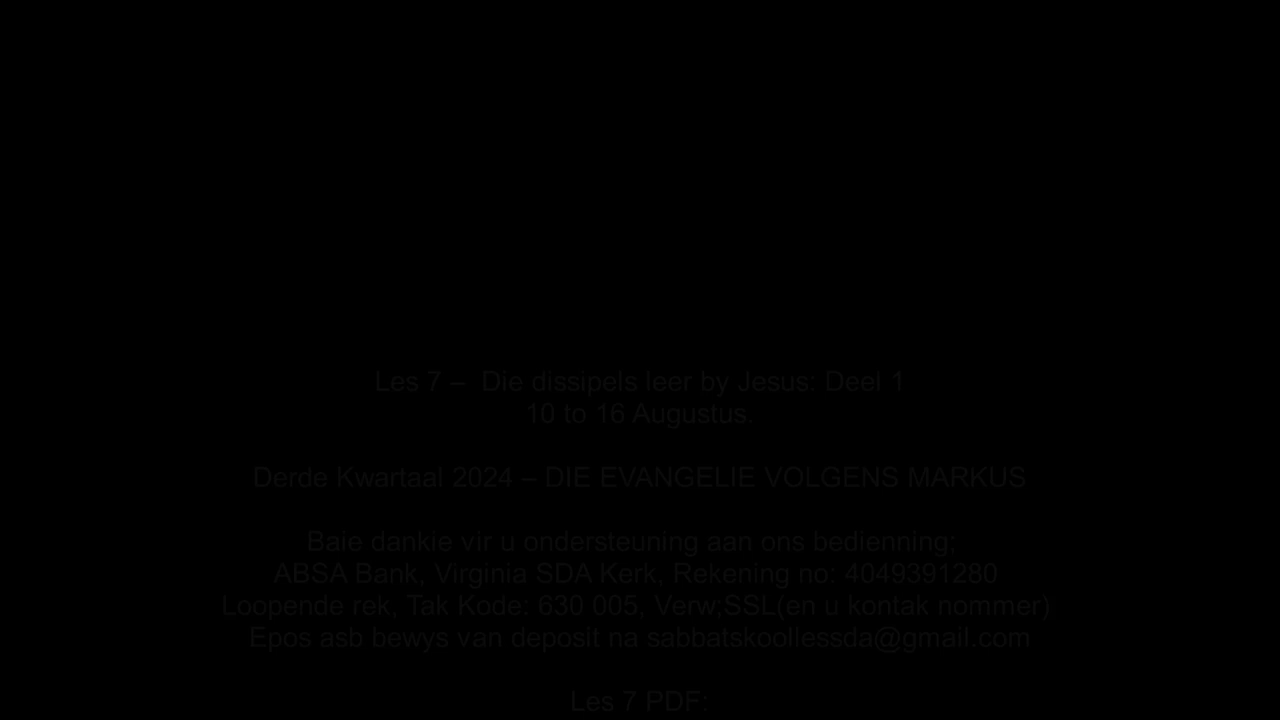 Les 7 – Die dissipels leer by Jesus: Deel 1
10 to 16 Augustus.
Derde Kwartaal 2024 – DIE EVANGELIE VOLGENS MARKUS
Baie dankie vir u ondersteuning aan ons bedienning;
ABSA Bank, Virginia SDA Kerk, Rekening no: 4049391280
Loopende rek, Tak Kode: 630 005, Verw;SSL(en u kontak nommer).
Epos asb bewys van deposit na sabbatskoollessda@gmail.com
Les 7 PDF: